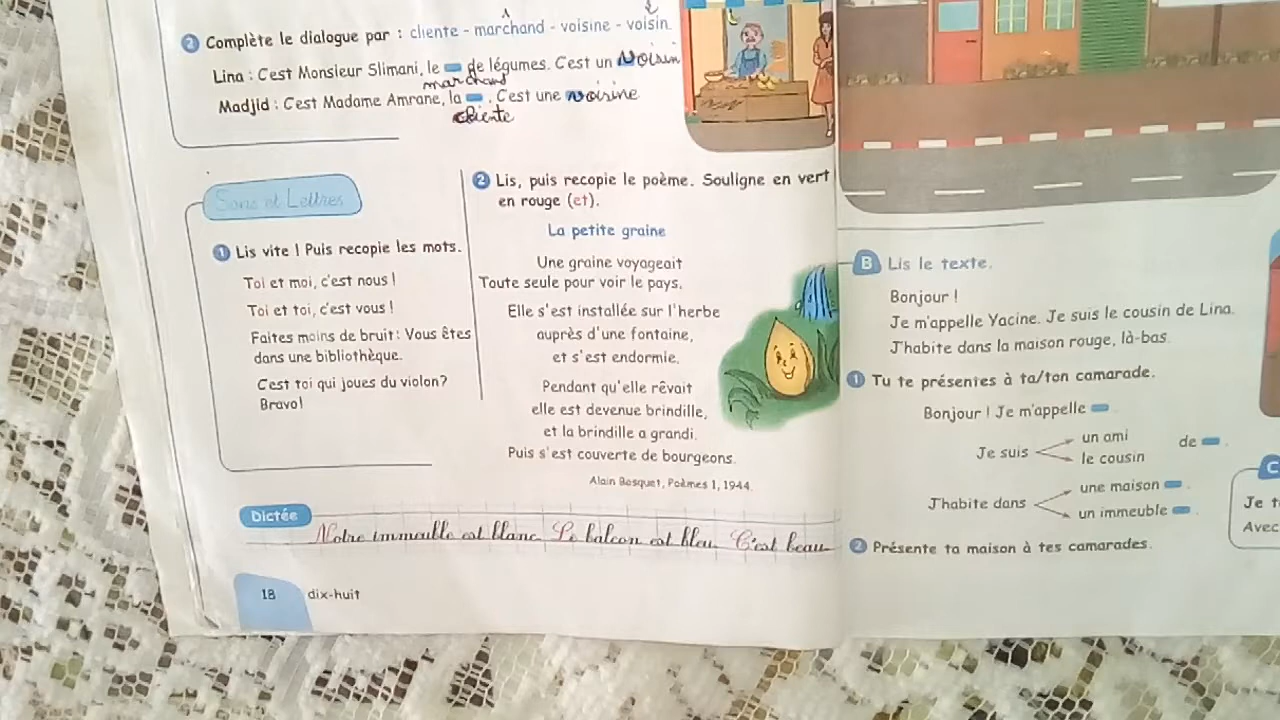 2 Complète le dialogue par : cliente - marchand - voisine - voisin.
Lina : C'est Monsieur Slimani, le de légumes. C'est un voisin
marchand
Madjid : C'est Madame Amrane, la . C'est une voisine
cliente
Sons et Lettres
1 Lis vite ! Puis recopie les mots.
Toi et moi, c'est nous !
Toi et toi, c'est vous !
Faites moins de bruit : Vous êtes
dans une bibliothèque.
C'est toi qui joues du violon?
Bravo!
2 Lis, puis recopie le poème. Souligne en vert
en rouge (et).
La petite graine
Une graine voyageait
Toute seule pour voir le pays.
Elle s'est installée sur l'herbe
auprès d'une fontaine,
et s'est endormie.
Pendant qu'elle rêvait
elle est devenue brindille,
et la brindille a grandi.
Puis s'est couverte de bourgeons.
Alain Bosquet, Poèmes 1, 1944.
Dictée
Notre immeuble est blanc. Le balcon est bleu. C'est beau
18 dix-huit
B Lis le texte.
Bonjour !
Je m'appelle Yacine. Je suis le cousin de Lina.
J'habite dans la maison rouge, là-bas.
1 Tu te présentes à ta/ton camarade.
Bonjour ! Je m'appelle .
Je suis un ami de .
le cousin
J'habite dans une maison .
un immeuble .
2 Présente ta maison à tes camarades.
C
Je
Avec